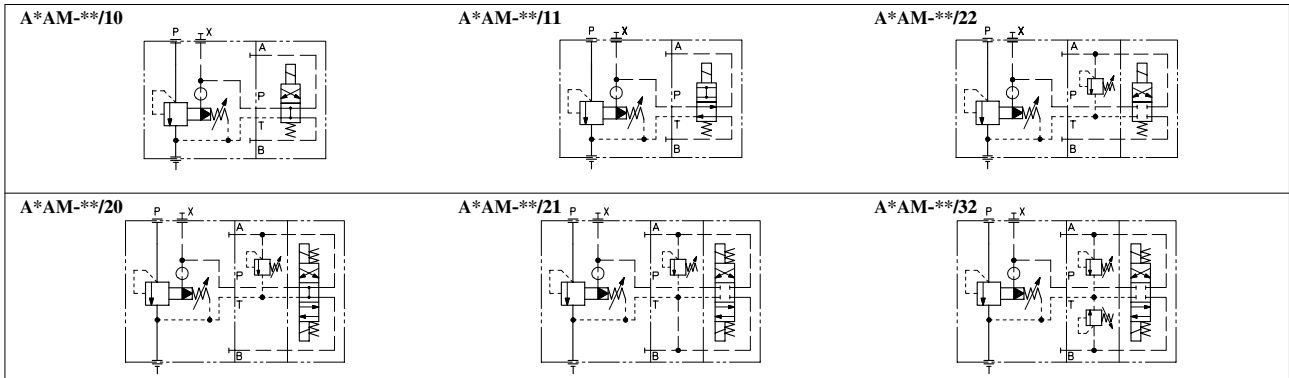 A*AM-**/10
P X A
P
T
B
T
A*AM-**/11
P X A
P
T
B
T
A*AM-**/22
P X A
P
T
B
T
A*AM-**/20
P X A
P
T
B
T
A*AM-**/21
P X A
P
T
B
T
A*AM-**/32
P X A
P
T
B
T